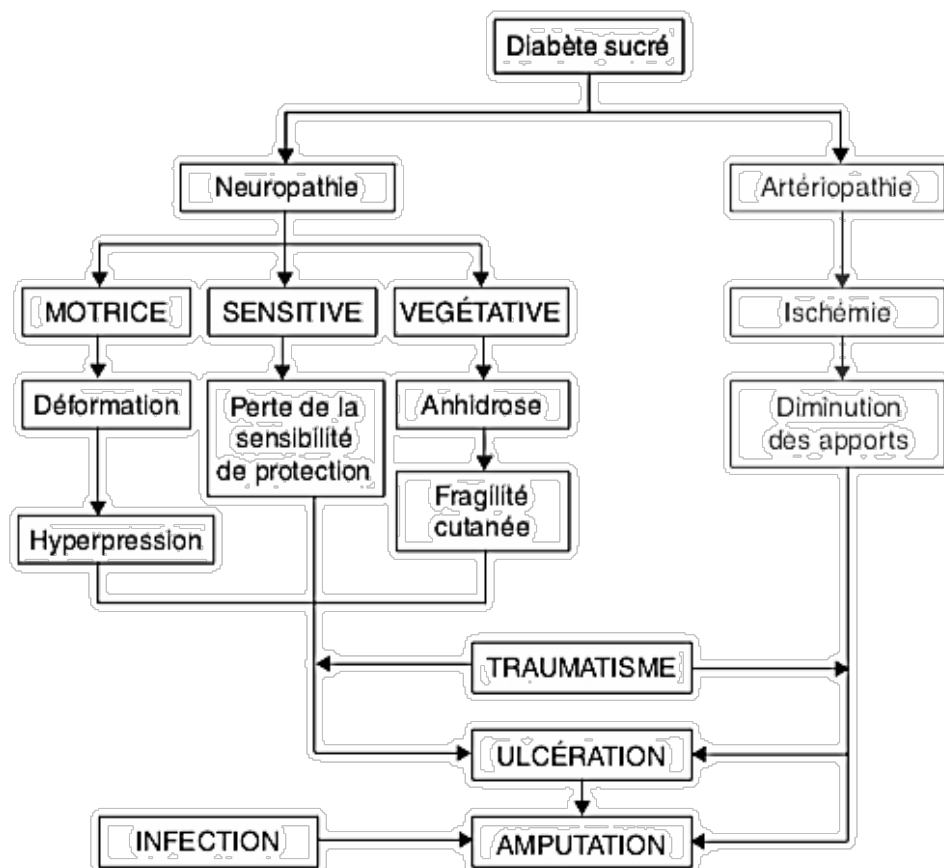 Diabète sucré
Neuropathie
Artériopathie
MOTRICE
SENSITIVE
VEGÉTATIVE
Ischémie
Déformation
Perte de la
sensibilité
de protection
Anhidrose
Diminution
des apports
Hyperpression
Fragilité
cutanée
TRAUMATISME
ULCÉRATION
INFECTION
AMPUTATION